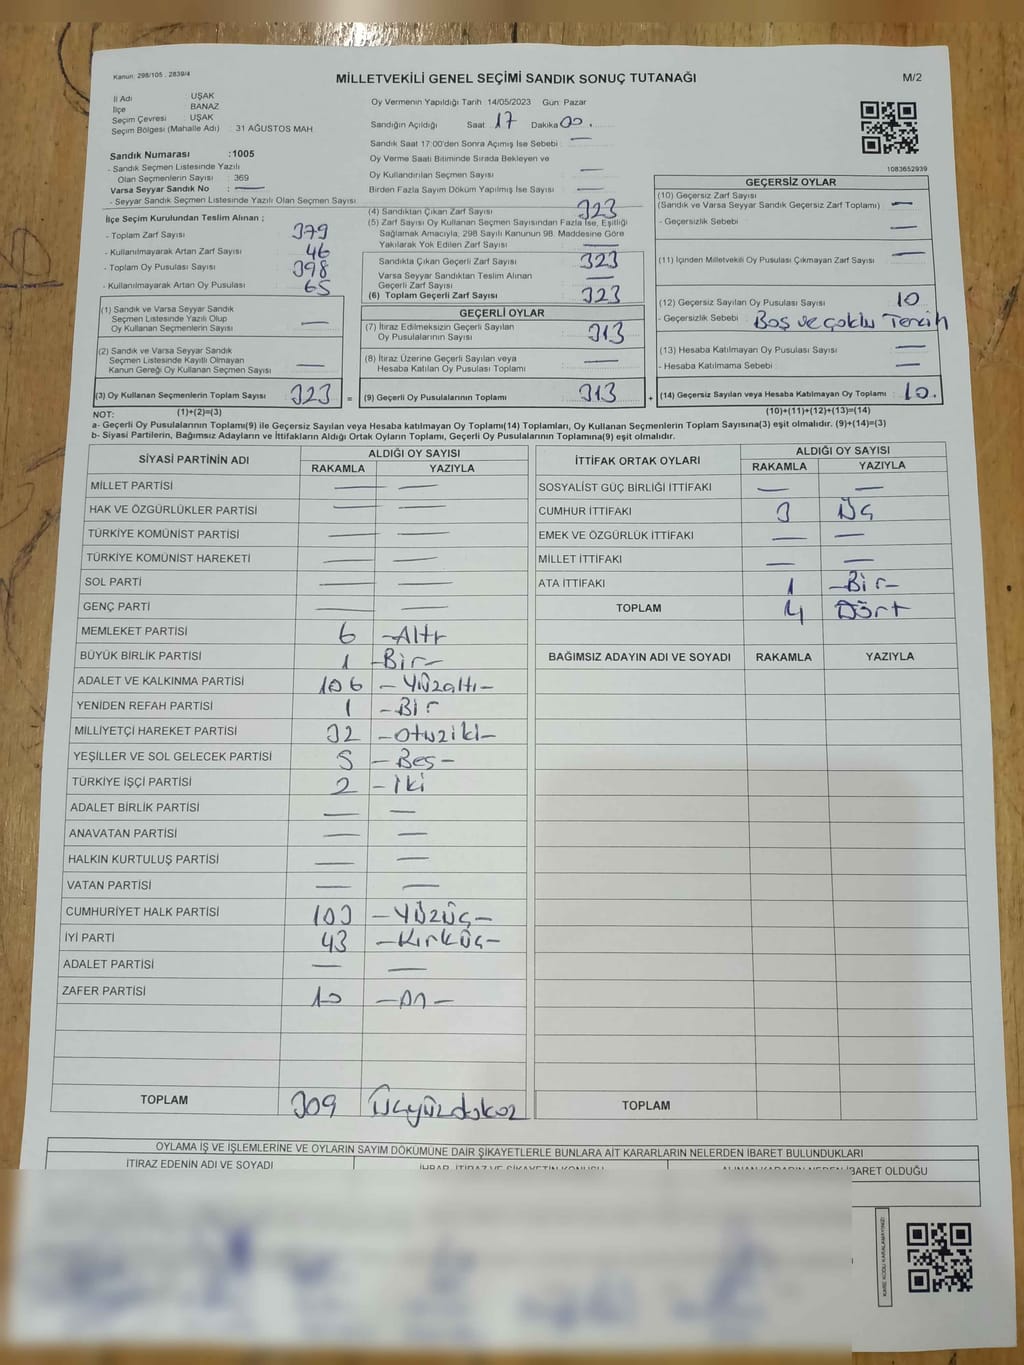 Kanun: 298/105 , 2839/4
MİLLETVEKİLİ GENEL SEÇİMİ SANDIK SONUÇ TUTANAĞI
M/2
İl Adı : UŞAK
İlçe : BANAZ
Seçim Çevresi : UŞAK
Seçim Bölgesi (Mahalle Adı) : 31 AĞUSTOS MAH
Oy Vermenin Yapıldığı Tarih :14/05/2023 Gün: Pazar
Sandığın Açıldığı Saat :17 Dakika:00 .
Sandık Saat 17:00'den Sonra Açımış İse Sebebi : —
Oy Verme Saati Bitiminde Sırada Bekleyen ve
Oy Kullandırılan Seçmen Sayısı : —
Birden Fazla Sayım Döküm Yapılmış İse Sayısı : —
1083652939
Sandık Numarası :1005
- Sandık Seçmen Listesinde Yazılı
Olan Seçmenlerin Sayısı : 369
Varsa Seyyar Sandık No : —
- Seyyar Sandık Seçmen Listesinde Yazılı Olan Seçmen Sayısı
İlçe Seçim Kurulundan Teslim Alınan ;
- Toplam Zarf Sayısı : 379
- Kullanılmayarak Artan Zarf Sayısı : 46
- Toplam Oy Pusulası Sayısı : 398
- Kullanılmayarak Artan Oy Pusulası : 65
(1) Sandık ve Varsa Seyyar Sandık
Seçmen Listesinde Yazılı Olup
Oy Kullanan Seçmenlerin Sayısı : —
(2) Sandık ve Varsa Seyyar Sandık
Seçmen Listesinde Kayıtlı Olmayan
Kanun Gereği Oy Kullanan Seçmen Sayısı : —
(3) Oy Kullanan Seçmenlerin Toplam Sayısı : 323 =
(1)+(2)=(3)
(4) Sandıktan Çıkan Zarf Sayısı : 323
(5) Zarf Sayısı Oy Kullanan Seçmen Sayısından Fazla İse, Eşitliği
Sağlamak Amacıyla; 298 Sayılı Kanunun 98. Maddesine Göre
Yakılarak Yok Edilen Zarf Sayısı : —
Sandıkta Çıkan Geçerli Zarf Sayısı : 323
Varsa Seyyar Sandıktan Teslim Alınan
Geçerli Zarf Sayısı : —
(6) Toplam Geçerli Zarf Sayısı : 323
GEÇERLİ OYLAR
(7) İtiraz Edilmeksizin Geçerli Sayılan
Oy Pusulalarının Sayısı : 313
(8) İtiraz Üzerine Geçerli Sayılan veya
Hesaba Katılan Oy Pusulası Toplamı : —
(9) Geçerli Oy Pusulalarının Toplamı : 313 +
GEÇERSİZ OYLAR
(10) Geçersiz Zarf Sayısı
(Sandık ve Varsa Seyyar Sandık Geçersiz Zarf Toplamı) : —
- Geçersizlik Sebebi : —
(11) İçinden Milletvekili Oy Pusulası Çıkmayan Zarf Sayısı : —
(12) Geçersiz Sayılan Oy Pusulası Sayısı : 10
- Geçersizlik Sebebi : Boş ve çoklu Tercih
(13) Hesaba Katılmayan Oy Pusulası Sayısı : —
- Hesaba Katılmama Sebebi : —
(14) Geçersiz Sayılan veya Hesaba Katılmayan Oy Toplamı : 10.
(10)+(11)+(12)+(13)=(14)
NOT:
a- Geçerli Oy Pusulalarının Toplamı(9) ile Geçersiz Sayılan veya Hesaba katılmayan Oy Toplamı(14) Toplamları, Oy Kullanan Seçmenlerin Toplam Sayısına(3) eşit olmalıdır. (9)+(14)=(3)
b- Siyasi Partilerin, Bağımsız Adayların ve İttifakların Aldığı Ortak Oyların Toplamı, Geçerli Oy Pusulalarının Toplamına(9) eşit olmalıdır.
SİYASİ PARTİNİN ADI ALDIĞI OY SAYISI
RAKAMLA YAZIYLA
MİLLET PARTİSİ — —
HAK VE ÖZGÜRLÜKLER PARTİSİ — —
TÜRKİYE KOMÜNİST PARTİSİ — —
TÜRKİYE KOMÜNİST HAREKETİ — —
SOL PARTİ — —
GENÇ PARTİ — —
MEMLEKET PARTİSİ 6 -Altı
BÜYÜK BİRLİK PARTİSİ 1 -Bir-
ADALET VE KALKINMA PARTİSİ 106 -Yüzaltı-
YENİDEN REFAH PARTİSİ 1 -Bir
MİLLİYETÇİ HAREKET PARTİSİ 32 -Otuziki-
YEŞİLLER VE SOL GELECEK PARTİSİ 5 -Beş-
TÜRKİYE İŞÇİ PARTİSİ 2 -İki
ADALET BİRLİK PARTİSİ — —
ANAVATAN PARTİSİ — —
HALKIN KURTULUŞ PARTİSİ — —
VATAN PARTİSİ — —
CUMHURİYET HALK PARTİSİ 103 -Yüzüç-
İYİ PARTİ 43 -Kırküç-
ADALET PARTİSİ — —
ZAFER PARTİSİ 10 -On-
TOPLAM 309 Üçyüzdokuz
İTTİFAK ORTAK OYLARI ALDIĞI OY SAYISI
RAKAMLA YAZIYLA
SOSYALİST GÜÇ BİRLİĞİ İTTİFAKI — —
CUMHUR İTTİFAKI 3 Üç
EMEK VE ÖZGÜRLÜK İTTİFAKI — —
MİLLET İTTİFAKI — —
ATA İTTİFAKI 1 -Bir-
TOPLAM 4 Dört
BAĞIMSIZ ADAYIN ADI VE SOYADI RAKAMLA YAZIYLA
TOPLAM
OYLAMA İŞ VE İŞLEMLERİNE VE OYLARIN SAYIM DÖKÜMÜNE DAİR ŞİKAYETLERLE BUNLARA AİT KARARLARIN NELERDEN İBARET BULUNDUKLARI
İTİRAZ EDENİN ADI VE SOYADI İHBAR, İTİRAZ VE ŞİKAYETİN KONUSU ALINAN KARARIN NEDEN İBARET OLDUĞU
KARE KODU KARALAMAYINIZ!